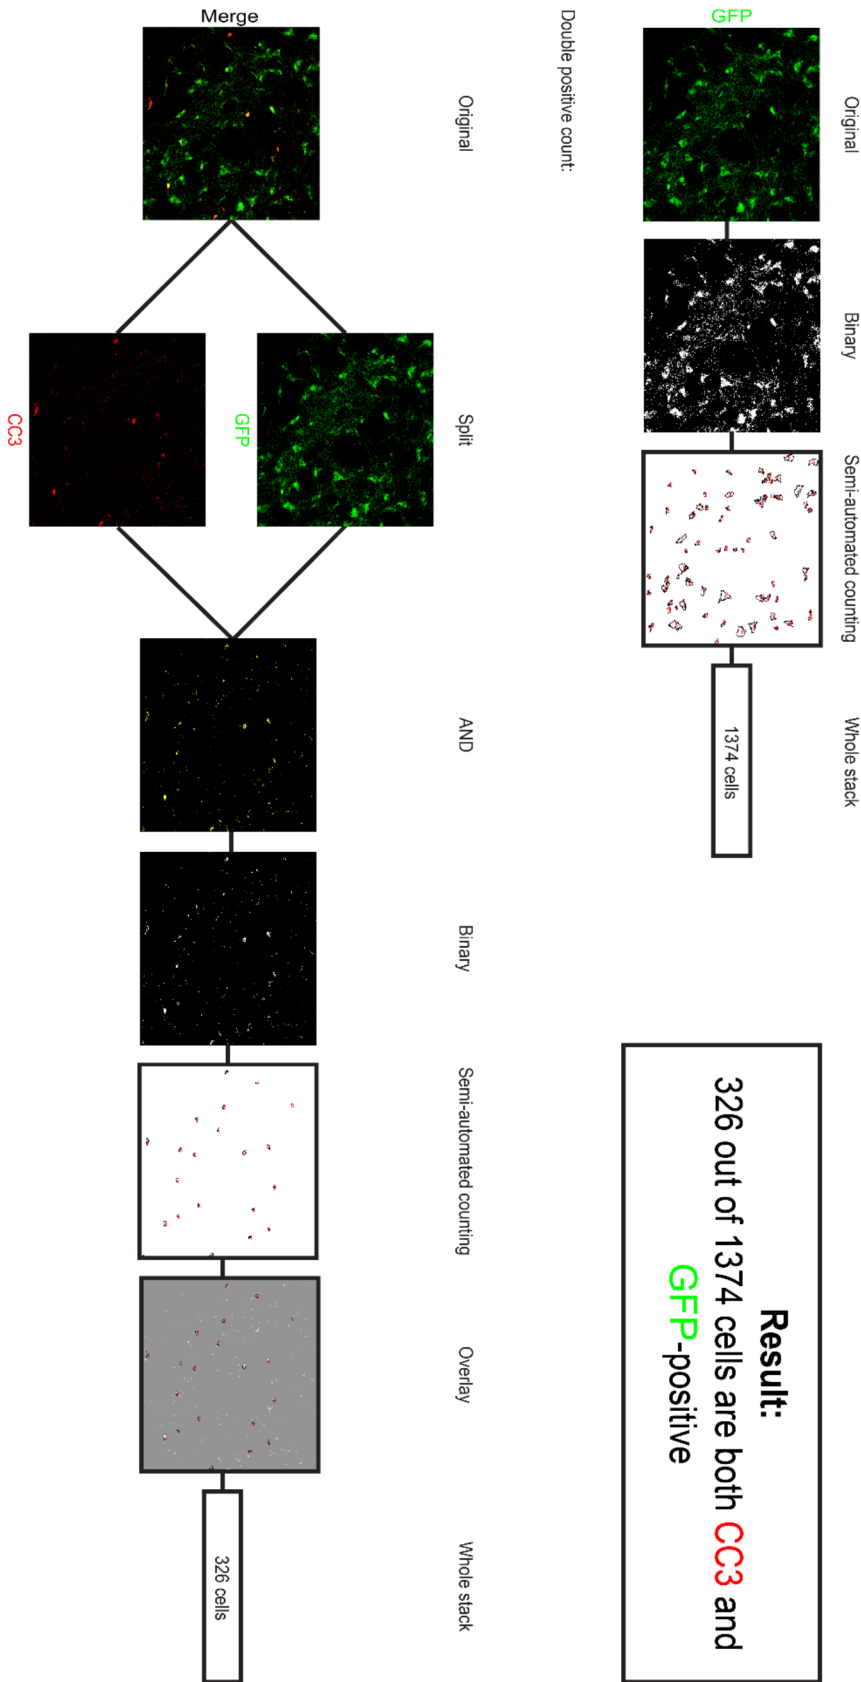 Original
Binary
Semi-automated counting
Whole stack
GFP
1374 cells
Result:
326 out of 1374 cells are both CC3 and
GFP-positive
Double positive count:
Original
Split
AND
Binary
Semi-automated counting
Overlay
Whole stack
Merge
GFP
CC3
326 cells